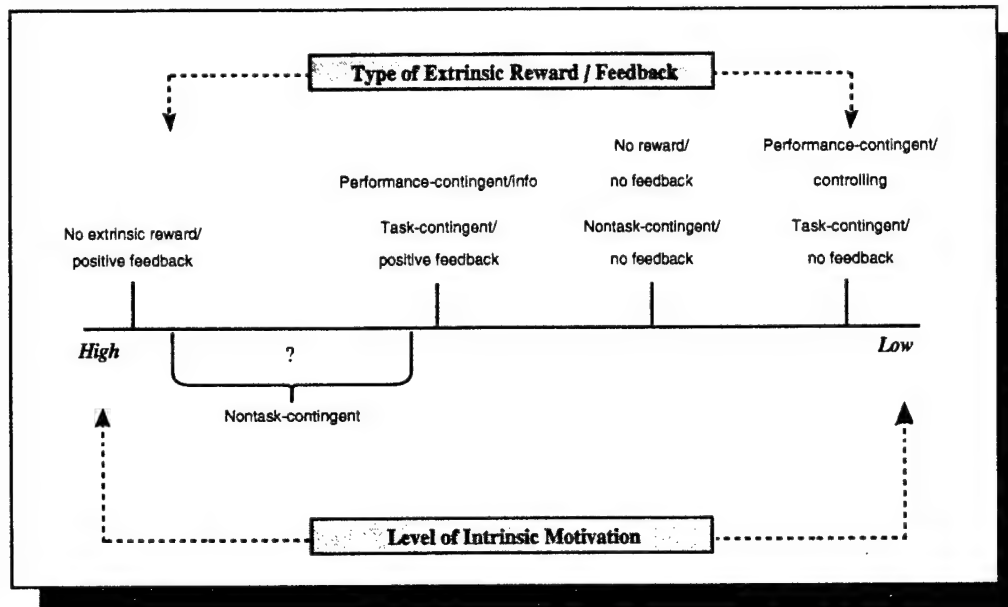 Type of Extrinsic Reward / Feedback
No extrinsic reward/
positive feedback
Performance-contingent/info
Task-contingent/
positive feedback
No reward/
no feedback
Nontask-contingent/
no feedback
Performance-contingent/
controlling
Task-contingent/
no feedback
High
?
Low
Nontask-contingent
Level of Intrinsic Motivation